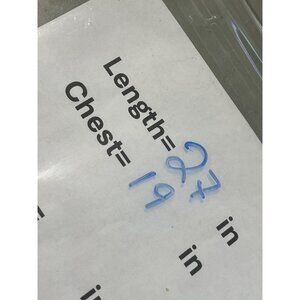 Length= 27 in
Chest= 19 in